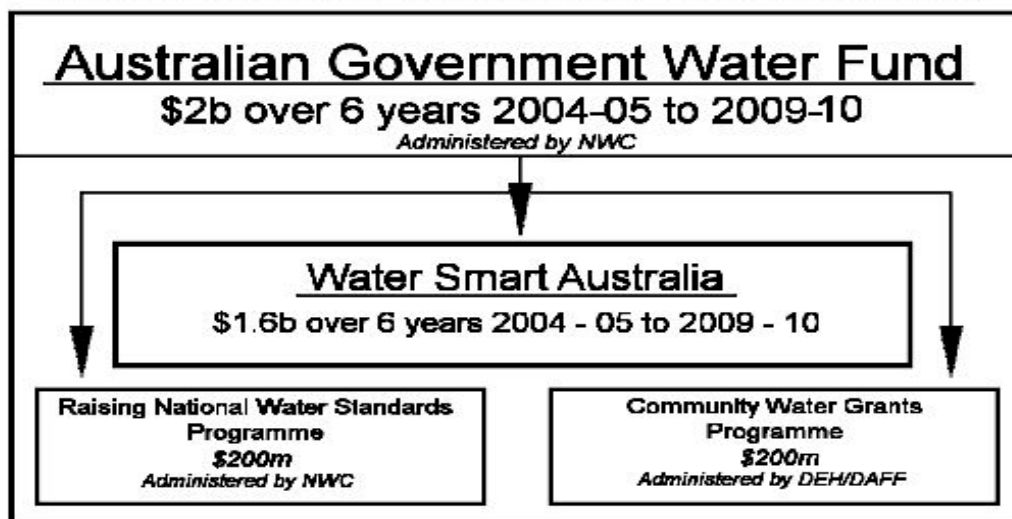 Australian Government Water Fund
$2b over 6 years 2004-05 to 2009-10
Administered by NWC
Water Smart Australia
$1.6b over 6 years 2004 - 05 to 2009 - 10
Raising National Water Standards
Programme
$200m
Administered by NWC
Community Water Grants
Programme
$200m
Administered by DEH/DAFF